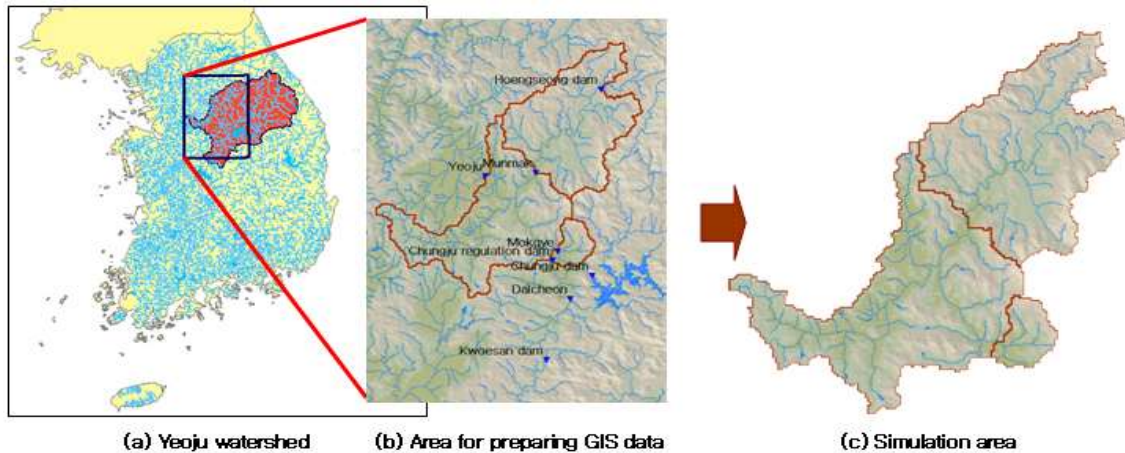 Hoengseong dam
Yeoju
Munmak
Mokgye
Chungju regulation dam
Chungju dam
Dalcheon
Kwoesan dam
(a) Yeoju watershed
(b) Area for preparing GIS data
(c) Simulation area